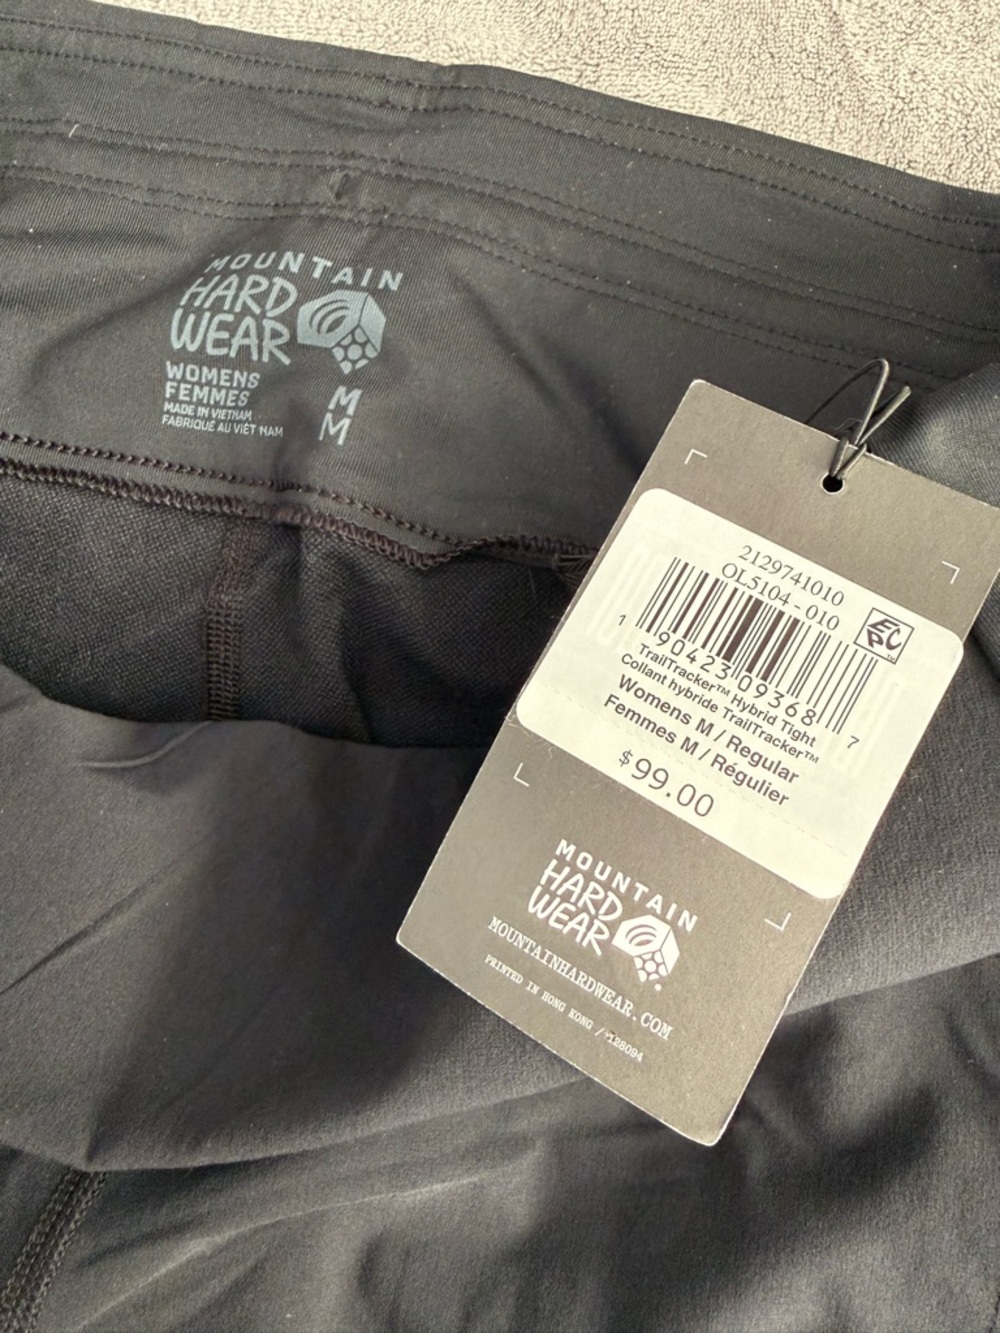 MOUNTAIN
HARD
WEAR
WOMENS
FEMMES
MADE IN VIETNAM
FABRIQUÉ AU VIÊT NAM
M
M
2129741010
OL5104 - 010
EPC
1 90423 09368 7
TrailTracker™ Hybrid Tight
Collant hybride TrailTracker™
Womens M / Regular
Femmes M / Régulier
$99.00
MOUNTAIN
HARD
WEAR
MOUNTAINHARDWEAR.COM
PRINTED IN HONG KONG / 128094